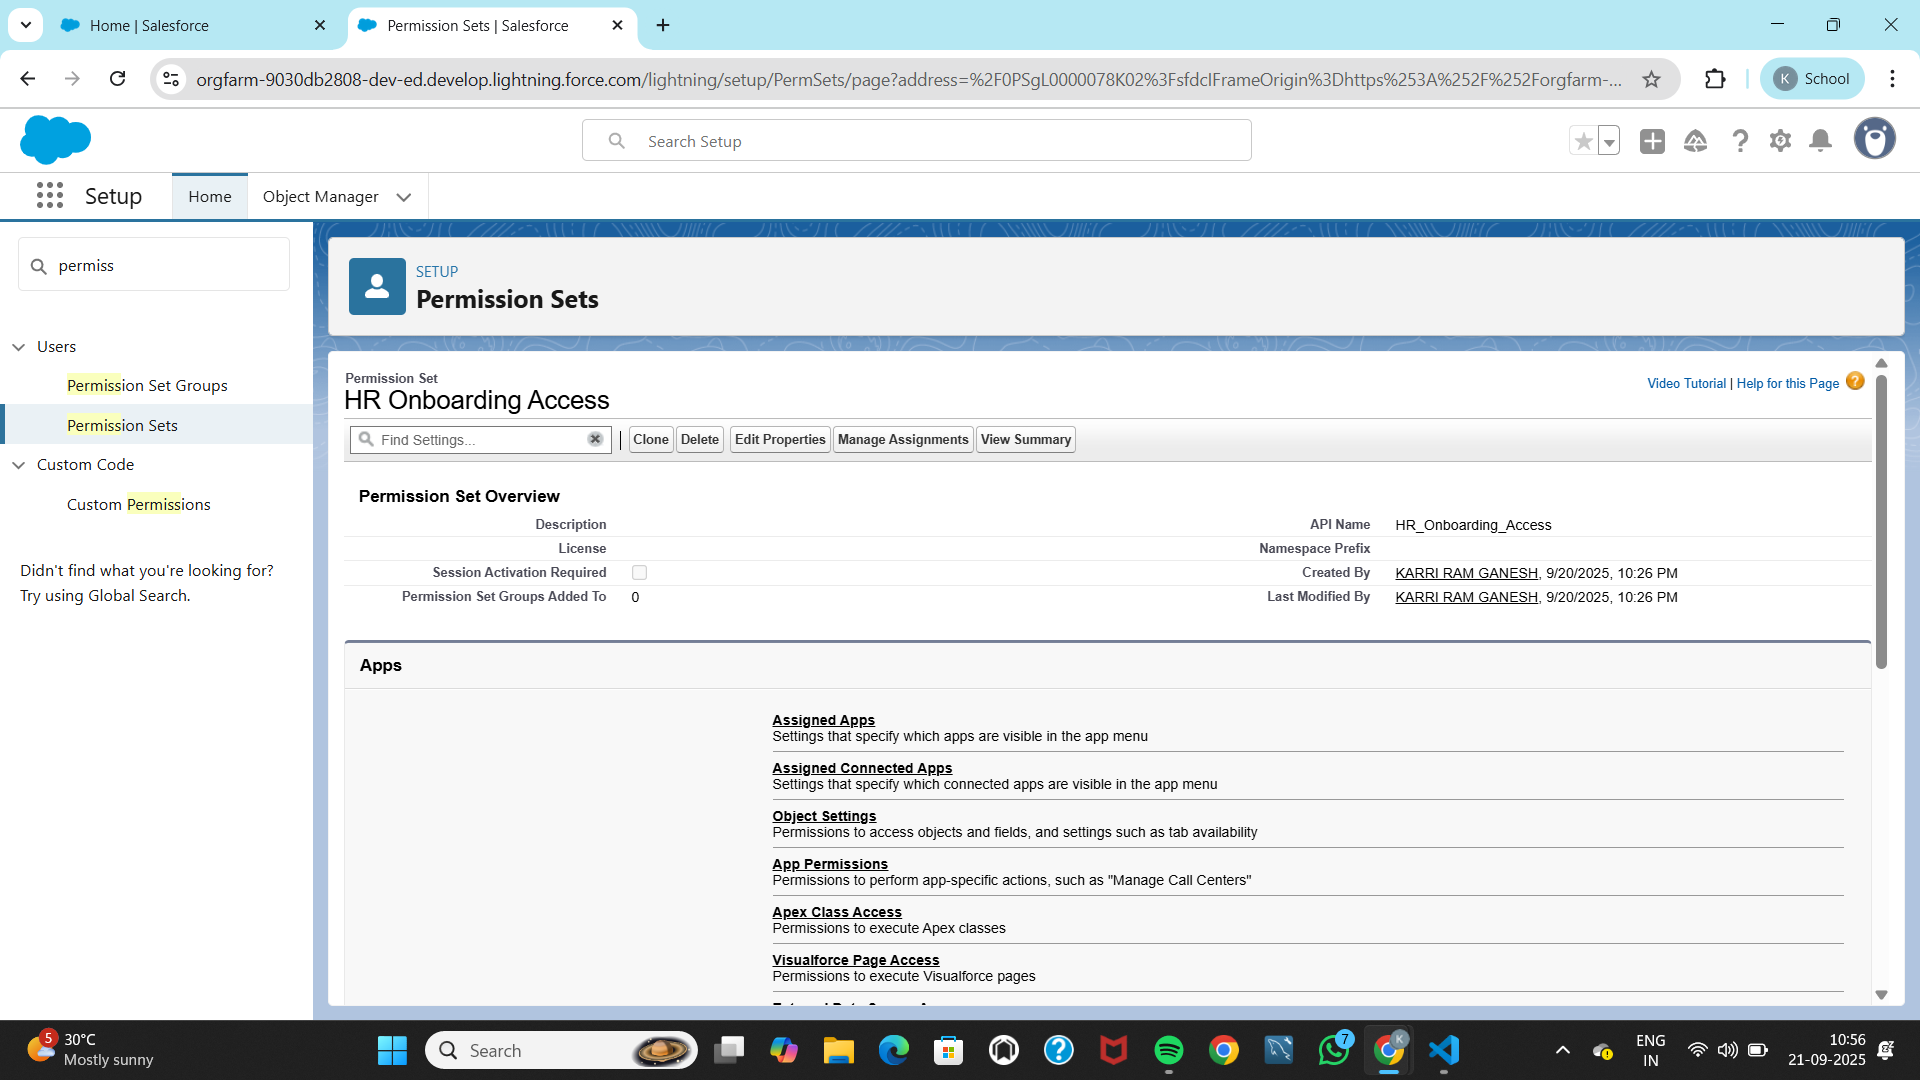 Home | Salesforce
Permission Sets | Salesforce
orgfarm-9030db2808-dev-ed.develop.lightning.force.com/lightning/setup/PermSets/page?address=%2F0PSgL0000078K02%3FsfdcIFrameOrigin%3Dhttps%253A%252F%252Forgfarm-...
K School
Search Setup
Setup
Home
Object Manager
permiss
Users
Permission Set Groups
Permission Sets
Custom Code
Custom Permissions
Didn't find what you're looking for?
Try using Global Search.
SETUP
Permission Sets
Permission Set
HR Onboarding Access
Video Tutorial | Help for this Page
Find Settings...
Clone
Delete
Edit Properties
Manage Assignments
View Summary
Permission Set Overview
Description
API Name HR_Onboarding_Access
License
Namespace Prefix
Session Activation Required
Created By KARRI RAM GANESH, 9/20/2025, 10:26 PM
Permission Set Groups Added To 0
Last Modified By KARRI RAM GANESH, 9/20/2025, 10:26 PM
Apps
Assigned Apps
Settings that specify which apps are visible in the app menu
Assigned Connected Apps
Settings that specify which connected apps are visible in the app menu
Object Settings
Permissions to access objects and fields, and settings such as tab availability
App Permissions
Permissions to perform app-specific actions, such as "Manage Call Centers"
Apex Class Access
Permissions to execute Apex classes
Visualforce Page Access
Permissions to execute Visualforce pages
5
30°C
Mostly sunny
Search
7
K
ENG
IN
10:56
21-09-2025